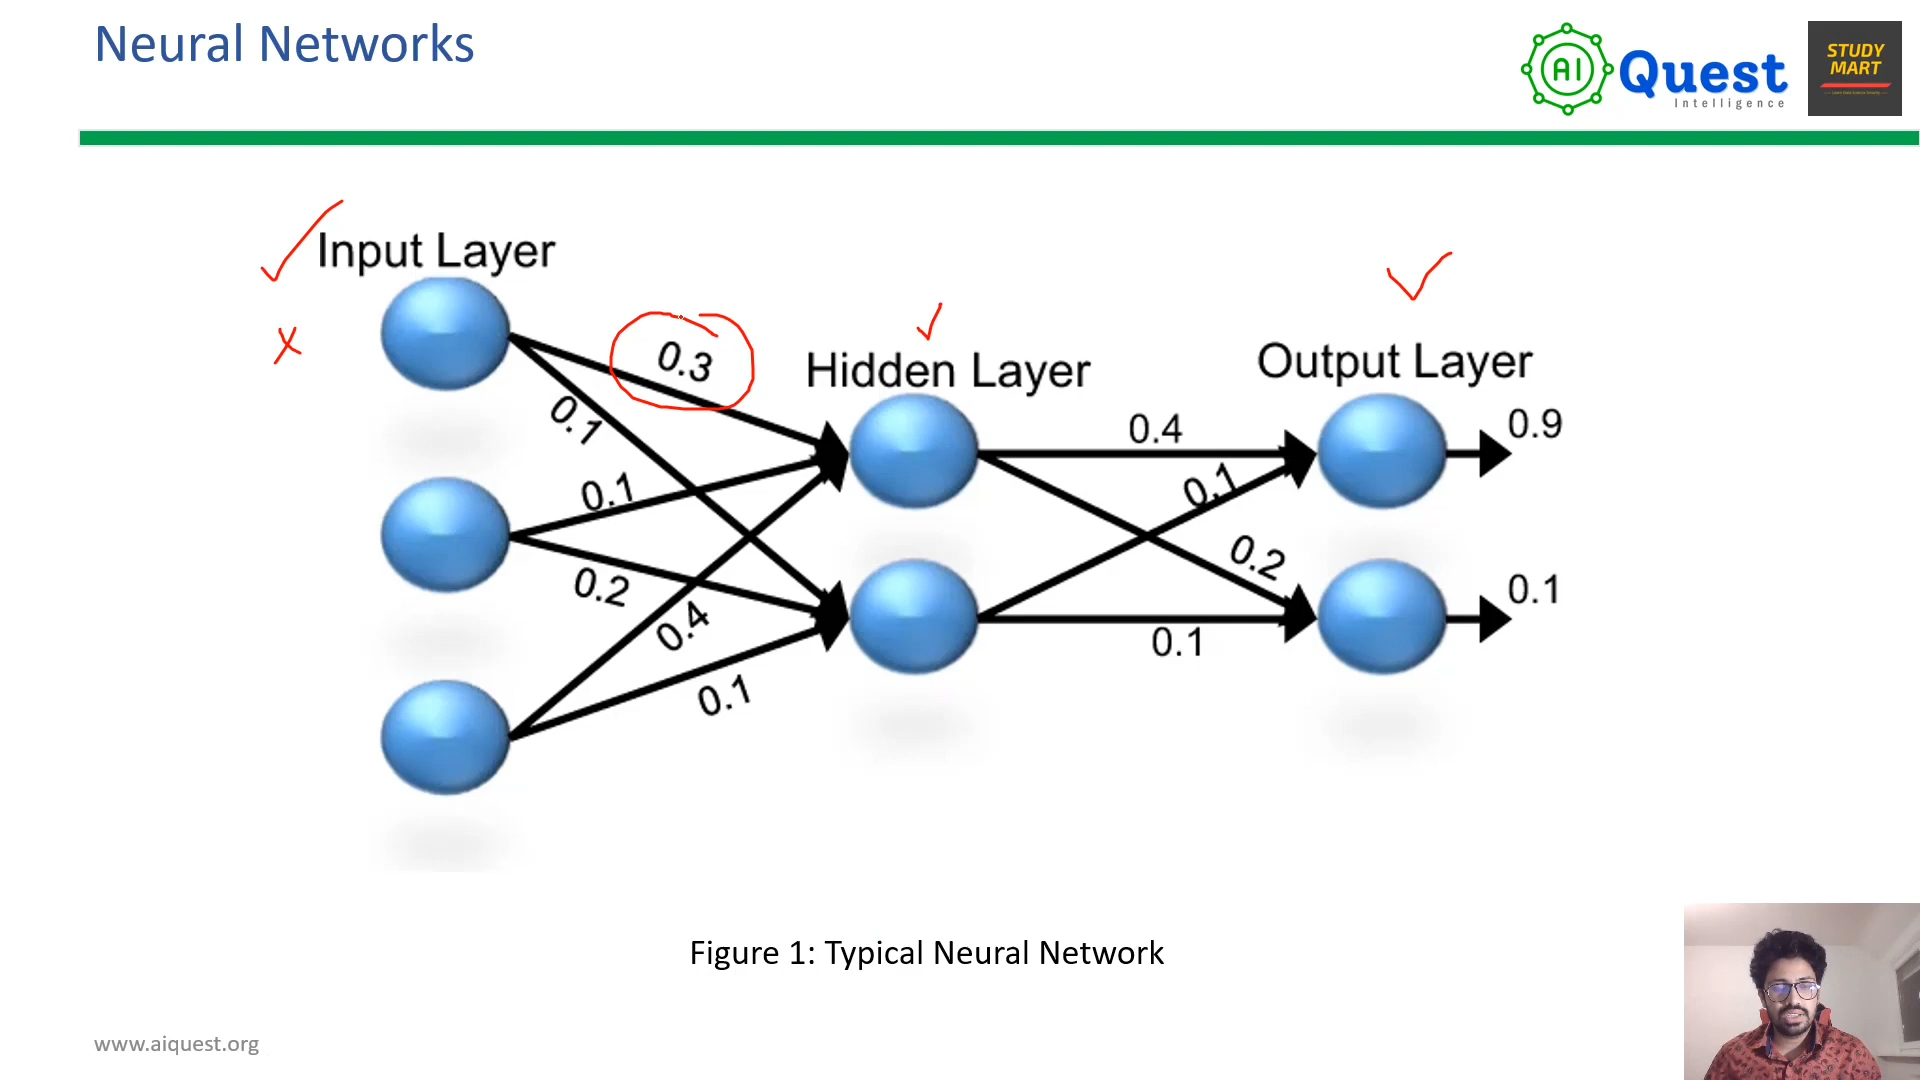 Neural Networks
AI Quest
Intelligence
STUDY
MART
Input Layer
x
0.3
Hidden Layer
Output Layer
0.1
0.4
0.9
0.1
0.1
0.2
0.2
0.4
0.1
0.1
0.1
Figure 1: Typical Neural Network
www.aiquest.org